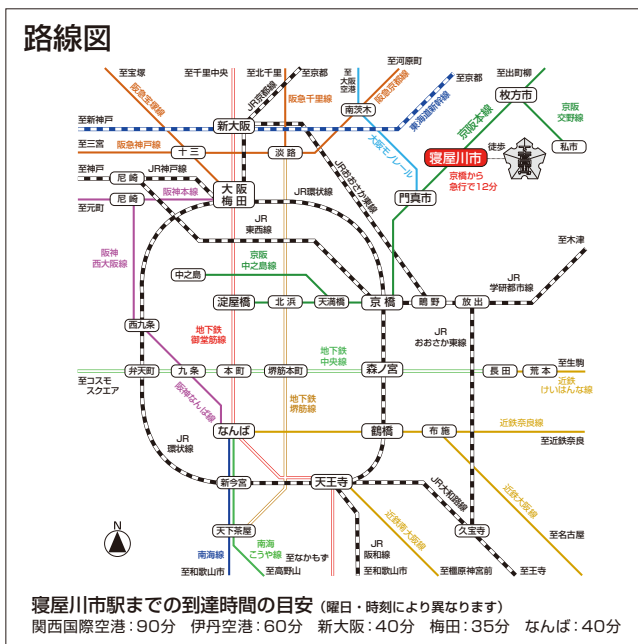 路線図
至宝塚
至千里中央
至北千里
至京都
至大阪空港
至河原町
至京都
至出町柳
阪急宝塚線
JR京都線
阪急千里線
南茨木
阪急京都線
東海道新幹線
枚方市
京阪本線
京阪
交野線
私市
至新神戸
新大阪
大阪モノレール
寝屋川市
徒歩
京橋から
急行で12分
至三宮
阪急神戸線
十三
淡路
JRおおさか東線
門真市
至神戸
尼崎
JR神戸線
大阪
梅田
JR環状線
至元町
尼崎
阪神本線
JR
東西線
至木津
阪神
西大阪線
京阪
中之島線
中之島
JR
学研都市線
淀屋橋
北浜
天満橋
京橋
鴫野
放出
西九条
地下鉄
御堂筋線
地下鉄
中央線
JR
おおさか東線
至コスモ
スクエア
弁天町
九条
本町
堺筋本町
森ノ宮
長田
荒本
至生駒
近鉄
けいはんな線
阪神なんば線
地下鉄
堺筋線
なんば
鶴橋
布施
近鉄奈良線
至近鉄奈良
JR
環状線
新今宮
天王寺
JR大和路線
近鉄大阪線
天下茶屋
久宝寺
N
南海線
南海
こうや線
至なかもず
JR
阪和線
近鉄南大阪線
至名古屋
至和歌山市
至高野山
至和歌山
至橿原神宮前
至王寺
寝屋川市駅までの到達時間の目安（曜日・時刻により異なります）
関西国際空港：90分　伊丹空港：60分　新大阪：40分　梅田：35分　なんば：40分